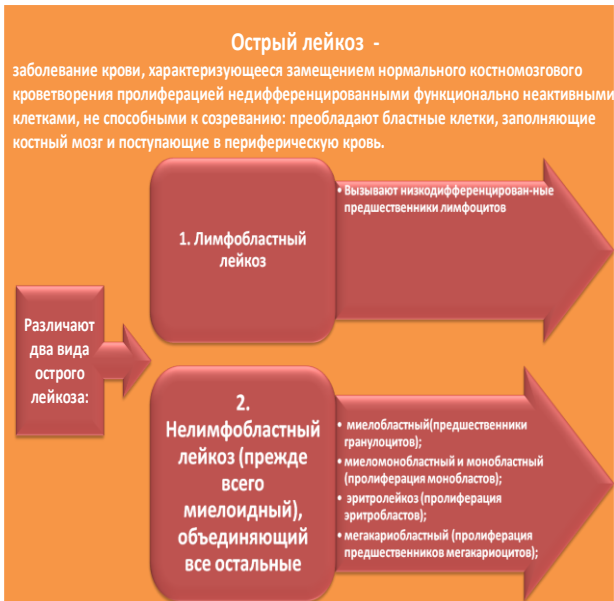 Острый лейкоз -
заболевание крови, характеризующееся замещением нормального костномозгового
кроветворения пролиферацией недифференцированными функционально неактивными
клетками, не способными к созреванию: преобладают бластные клетки, заполняющие
костный мозг и поступающие в периферическую кровь.
Различают
два вида
острого
лейкоза:
1. Лимфобластный
лейкоз
• Вызывают низкодифференцирован-ные
предшественники лимфоцитов
2.
Нелимфобластный
лейкоз (прежде
всего
миелоидный),
объединяющий
все остальные
• миелобластный(предшественники
гранулоцитов);
• миеломонобластный и монобластный
(пролиферация монобластов);
• эритролейкоз (пролиферация
эритробластов);
• мегакариобластный (пролиферация
предшественников мегакариоцитов);